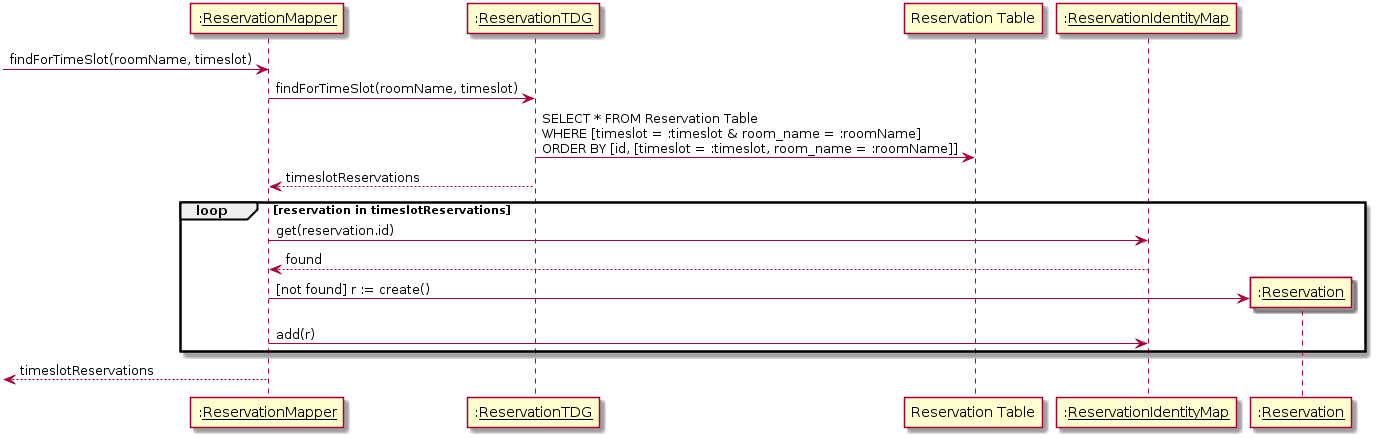 :ReservationMapper
:ReservationTDG
Reservation Table
:ReservationIdentityMap
findForTimeSlot(roomName, timeslot)
findForTimeSlot(roomName, timeslot)
SELECT * FROM Reservation Table
WHERE [timeslot = :timeslot & room_name = :roomName]
ORDER BY [id, [timeslot = :timeslot, room_name = :roomName]]
timeslotReservations
loop [reservation in timeslotReservations]
get(reservation.id)
found
[not found] r := create()
:Reservation
add(r)
timeslotReservations
:ReservationMapper
:ReservationTDG
Reservation Table
:ReservationIdentityMap
:Reservation